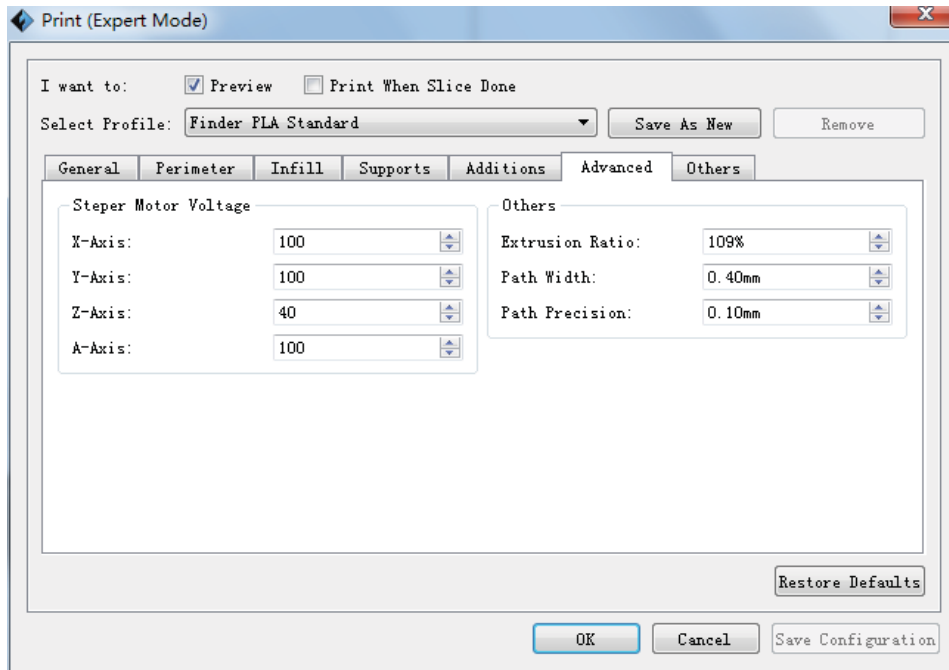 Print (Expert Mode)
I want to: Preview Print When Slice Done
Select Profile: Finder PLA Standard Save As New Remove
General Perimeter Infill Supports Additions Advanced Others
Steper Motor Voltage Others
X-Axis: 100 Extrusion Ratio: 109%
Y-Axis: 100 Path Width: 0.40mm
Z-Axis: 40 Path Precision: 0.10mm
A-Axis: 100
Restore Defaults
OK Cancel Save Configuration